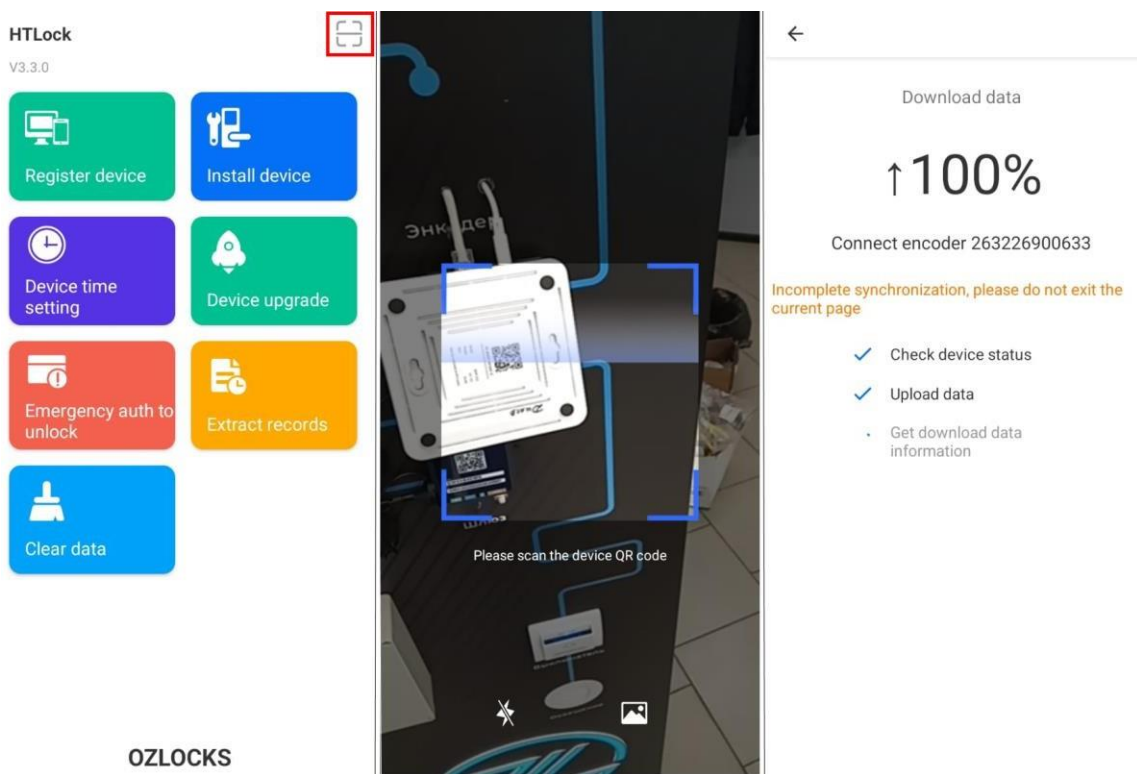 HTLock
V3.3.0
Register device
Install device
Device time
setting
Device upgrade
Emergency auth to
unlock
Extract records
Clear data
OZLOCKS
Энкодер
Шлюз
Please scan the device QR code
Download data
↑100%
Connect encoder 263226900633
Incomplete synchronization, please do not exit the
current page
Check device status
Upload data
Get download data
information